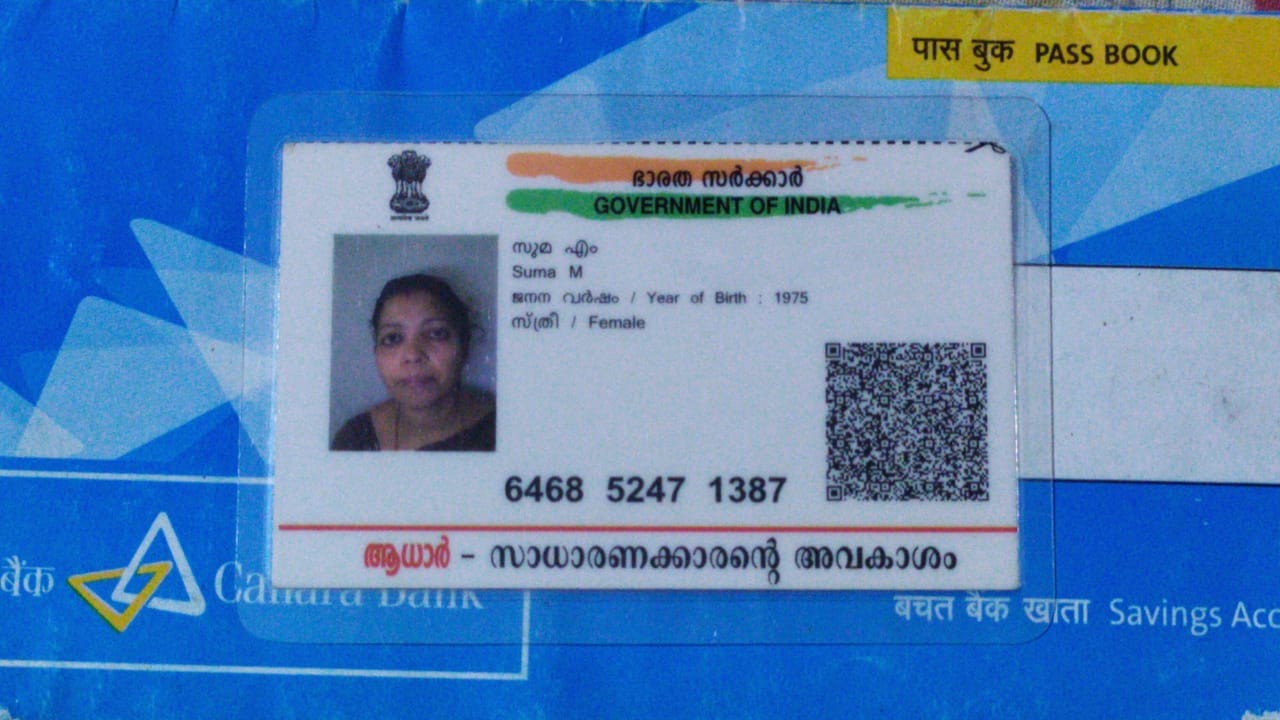 पास बुक PASS BOOK
ഭാരത സർക്കാർ
GOVERNMENT OF INDIA
സുമ എം
Suma M
ജനന വർഷം / Year of Birth : 1975
സ്ത്രീ / Female
6468 5247 1387
ആധാർ – സാധാരണക്കാരന്റെ അവകാശം
बैंक Canara Bank
बचत बैंक खाता Savings